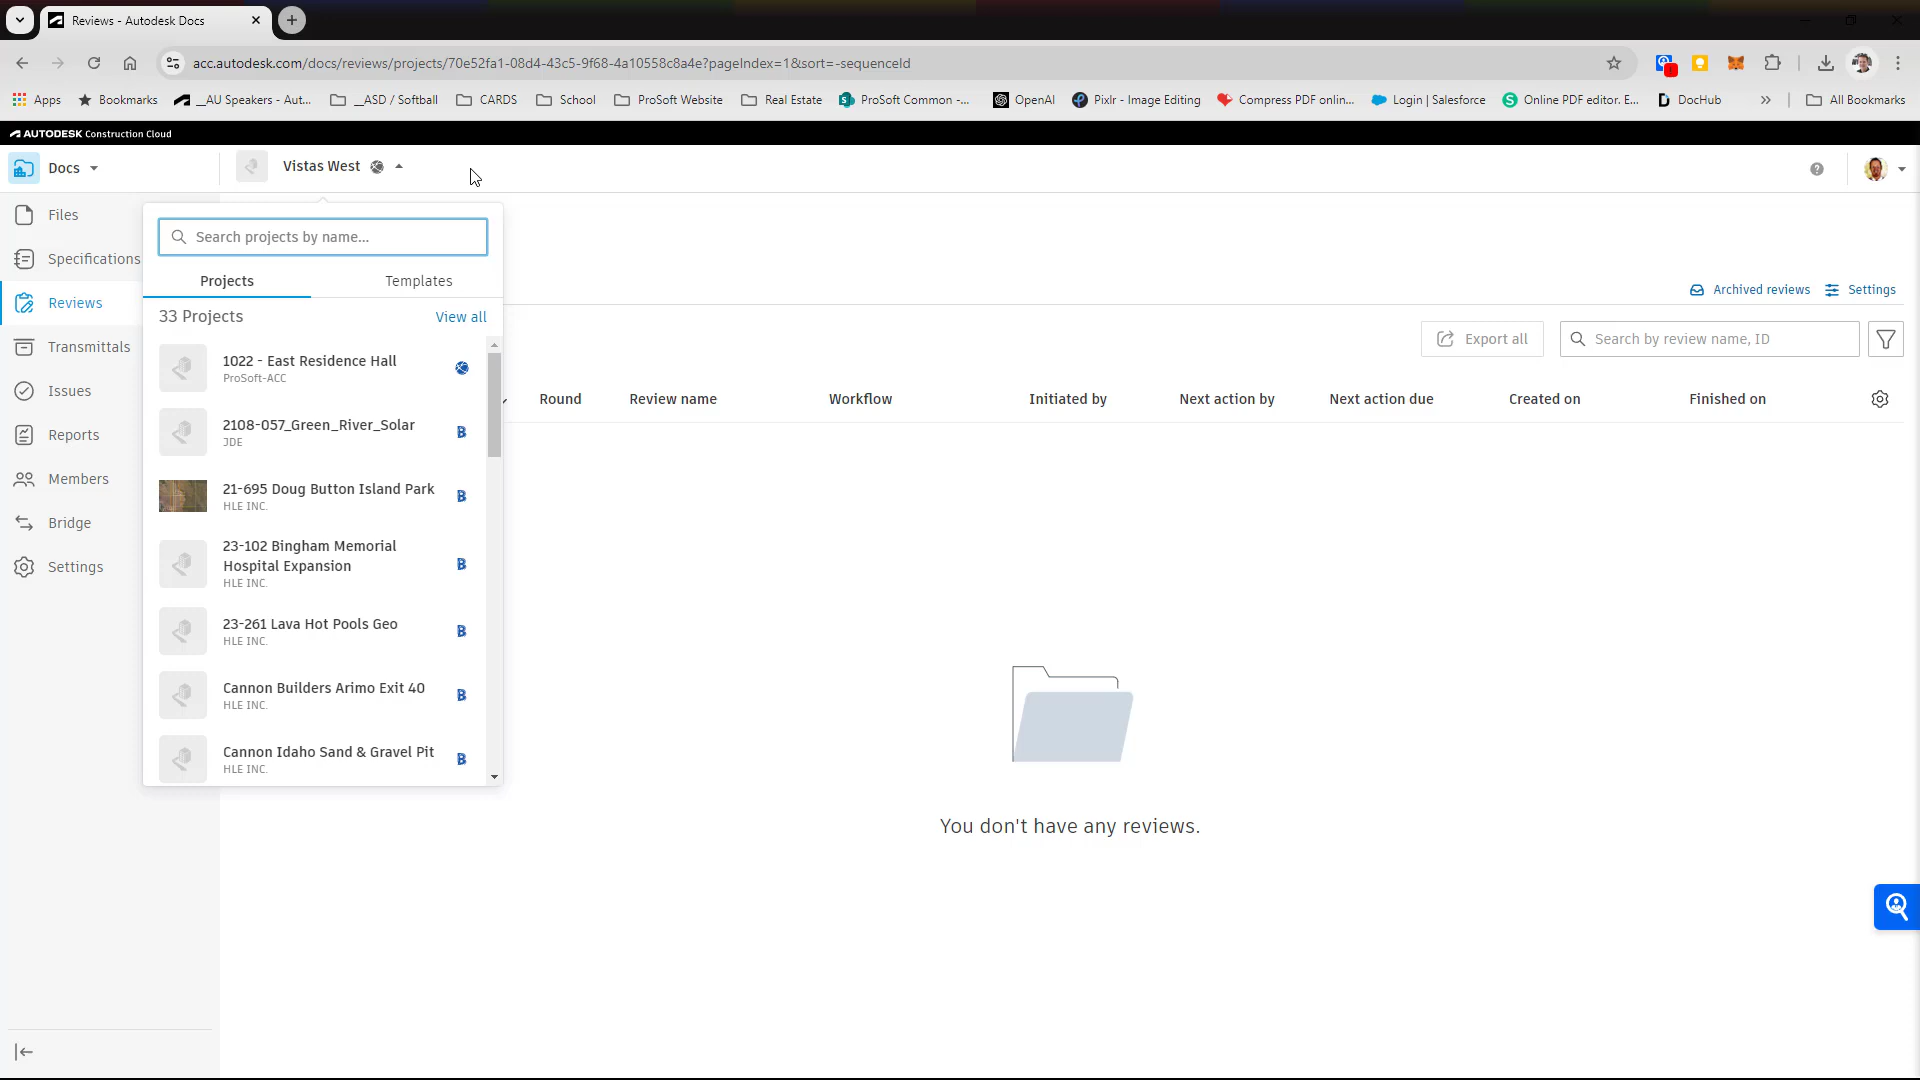 Reviews - Autodesk Docs
acc.autodesk.com/docs/reviews/projects/70e52fa1-08d4-43c5-9f68-4a10558c8a4e?pageIndex=1&sort=-sequenceId
Apps
Bookmarks
__AU Speakers - Aut...
__ASD / Softball
CARDS
School
ProSoft Website
Real Estate
ProSoft Common -...
OpenAI
Pixlr - Image Editing
Compress PDF onlin...
Login | Salesforce
Online PDF editor. E...
DocHub
All Bookmarks
AUTODESK Construction Cloud
Docs
Vistas West
Files
Specifications
Reviews
Transmittals
Issues
Reports
Members
Bridge
Settings
Search projects by name...
Projects
Templates
33 Projects
View all
1022 - East Residence Hall
ProSoft-ACC
2108-057_Green_River_Solar
JDE
B
21-695 Doug Button Island Park
HLE INC.
B
23-102 Bingham Memorial
Hospital Expansion
HLE INC.
B
23-261 Lava Hot Pools Geo
HLE INC.
B
Cannon Builders Arimo Exit 40
HLE INC.
B
Cannon Idaho Sand & Gravel Pit
HLE INC.
B
Archived reviews
Settings
Export all
Search by review name, ID
Round
Review name
Workflow
Initiated by
Next action by
Next action due
Created on
Finished on
You don't have any reviews.